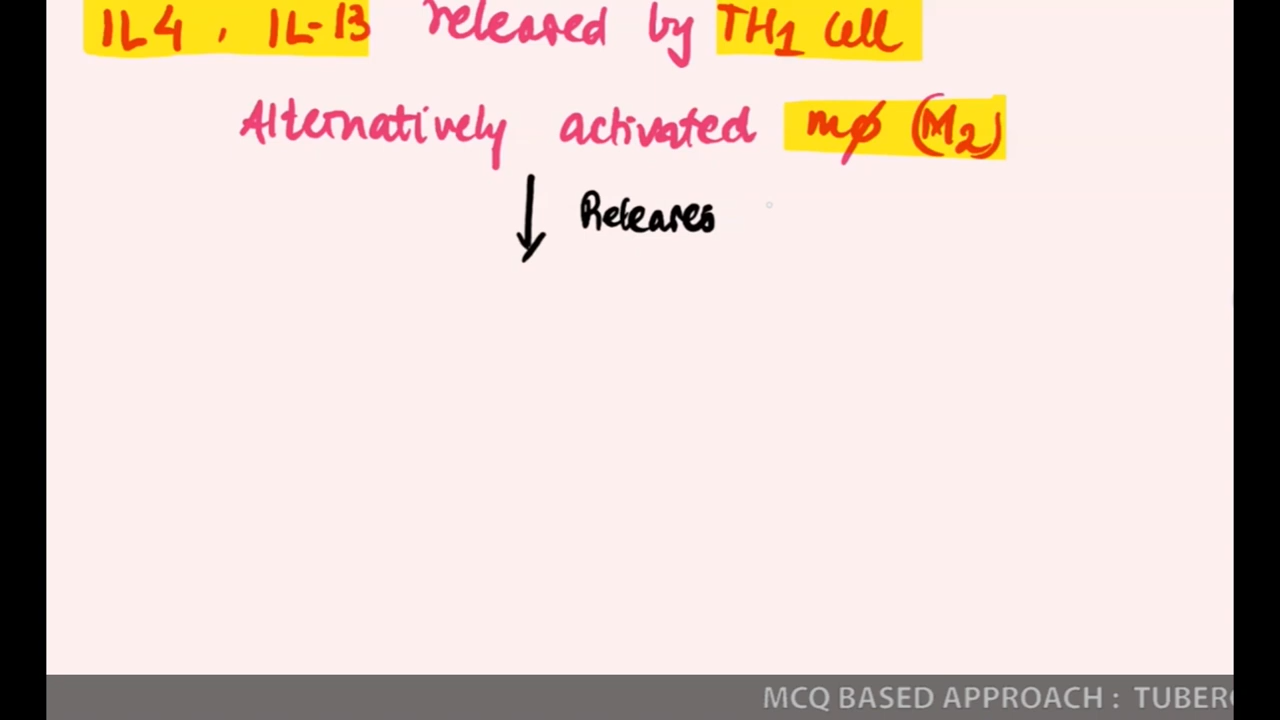 IL4 , IL-13 released by TH1 cell
Alternatively activated mϕ (M2)
↓ Releases
MCQ BASED APPROACH : TUBER